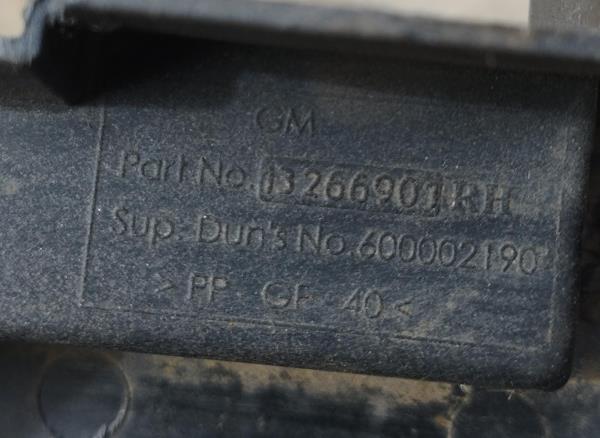 GM
Part No. 13266901 RH
Sup. Dun's No. 600002190
> PP GF 40 <